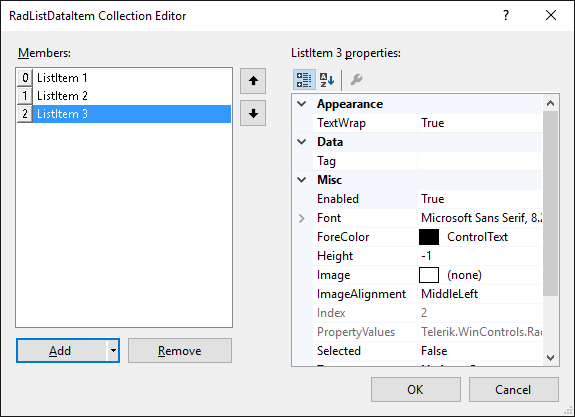 RadListDataItem Collection Editor
?
Members:
ListItem 3 properties:
0 ListItem 1
1 ListItem 2
2 ListItem 3
Appearance
TextWrap True
Data
Tag
Misc
Enabled True
Font Microsoft Sans Serif, 8.2
ForeColor ControlText
Height -1
Image (none)
ImageAlignment MiddleLeft
Index 2
PropertyValues Telerik.WinControls.Rad
Selected False
Add
Remove
OK
Cancel